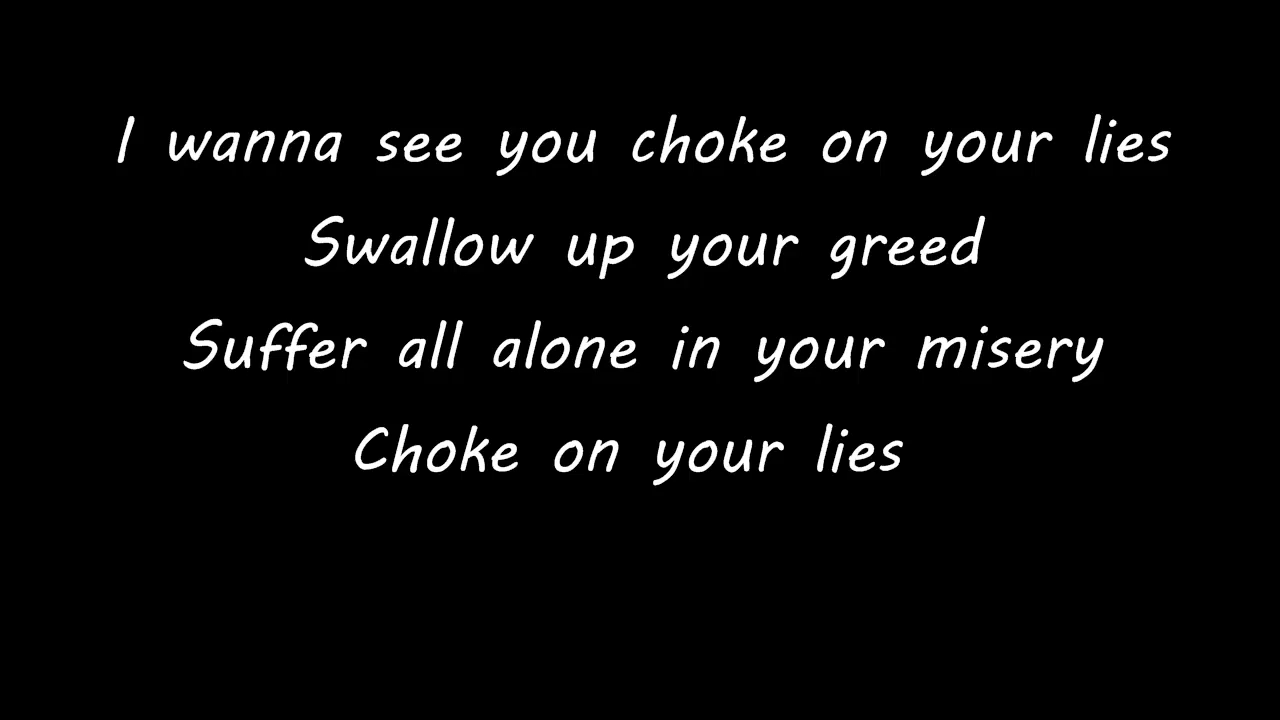 I wanna see you choke on your lies
Swallow up your greed
Suffer all alone in your misery
Choke on your lies